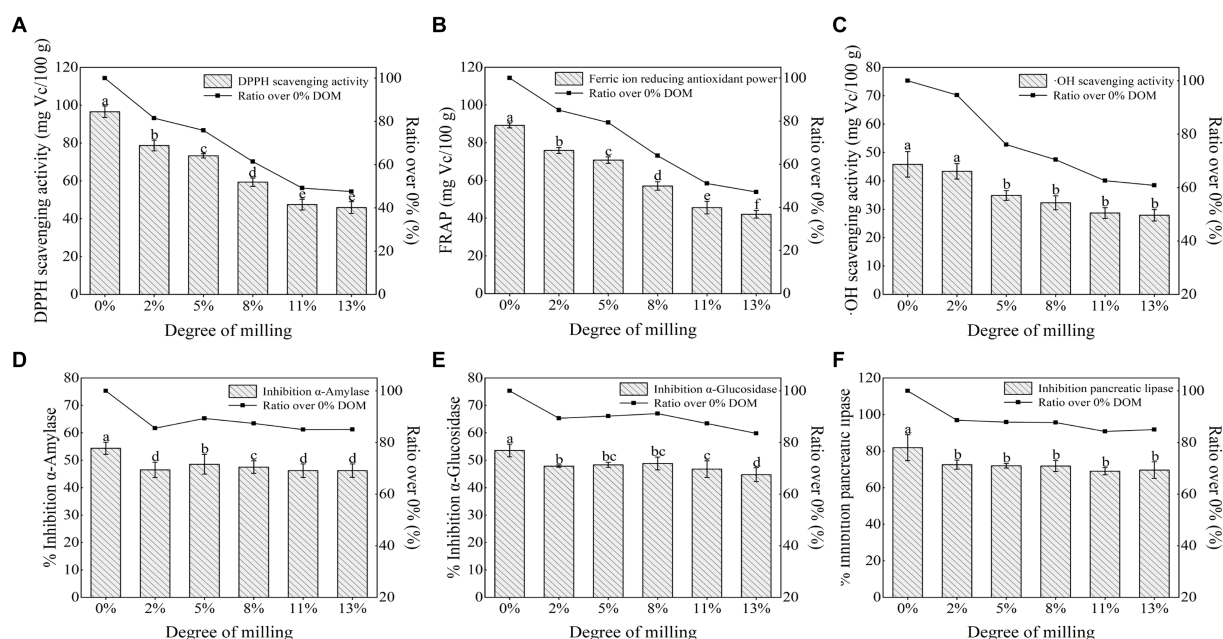 A
DPPH scavenging activity (mg Vc/100 g)
120
100
80
60
40
20
0
DPPH scavenging activity
Ratio over 0% DOM
a
b
c
d
e
e
100
80
60
40
20
0
Ratio over 0% (%)
0% 2% 5% 8% 11% 13%
Degree of milling
B
FRAP (mg Vc/100 g)
120
100
80
60
40
20
0
Ferric ion reducing antioxidant power
Ratio over 0% DOM
a
b
c
d
e
f
100
80
60
40
20
0
Ratio over 0% (%)
0% 2% 5% 8% 11% 13%
Degree of milling
C
·OH scavenging activity (mg Vc/100 g)
80
70
60
50
40
30
20
10
0
·OH scavenging activity
Ratio over 0% DOM
a
a
b
b
b
b
100
80
60
40
20
Ratio over 0% (%)
0% 2% 5% 8% 11% 13%
Degree of milling
D
% Inhibition α-Amylase
80
70
60
50
40
30
20
10
0
Inhibition α-Amylase
Ratio over 0% DOM
a
d
b
c
d
d
100
80
60
40
20
Ratio over 0% (%)
0% 2% 5% 8% 11% 13%
Degree of milling
E
% Inhibition α-Glucosidase
80
70
60
50
40
30
20
10
0
Inhibition α-Glucosidase
Ratio over 0% DOM
a
b
bc
bc
c
d
100
80
60
40
20
Ratio over 0% (%)
0% 2% 5% 8% 11% 13%
Degree of milling
F
% Inhibition pancreatic lipase
120
100
80
60
40
20
0
Inhibition pancreatic lipase
Ratio over 0% DOM
a
b
b
b
b
b
100
80
60
40
20
Ratio over 0% (%)
0% 2% 5% 8% 11% 13%
Degree of milling